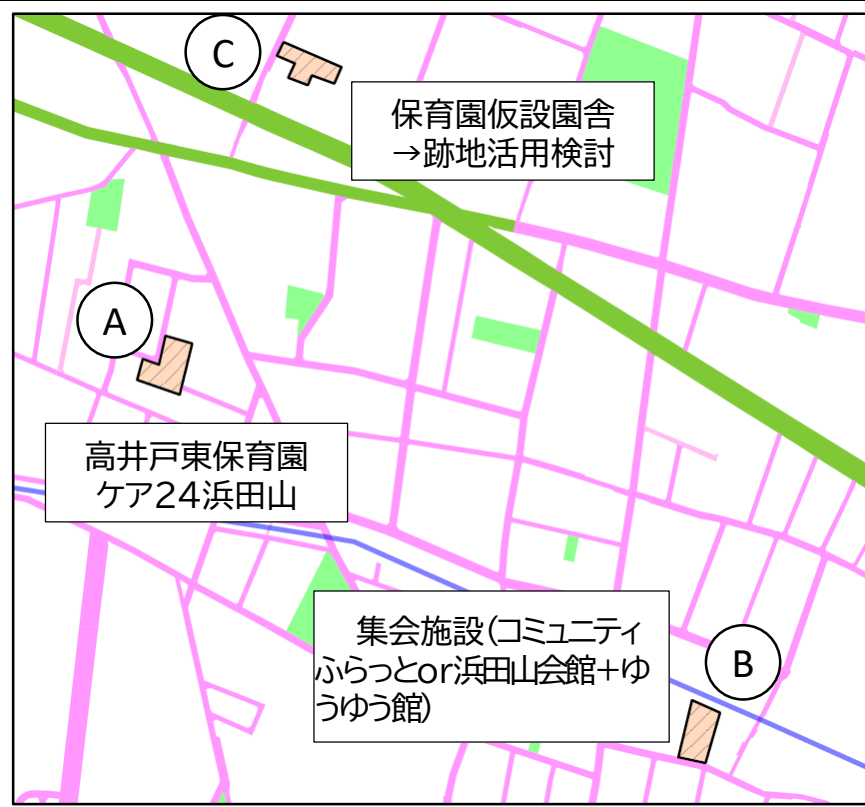 C
保育園仮設園舎
→跡地活用検討
A
高井戸東保育園
ケア24浜田山
集会施設(コミュニティ
ふらっとor浜田山会館+ゆ
うゆう館)
B